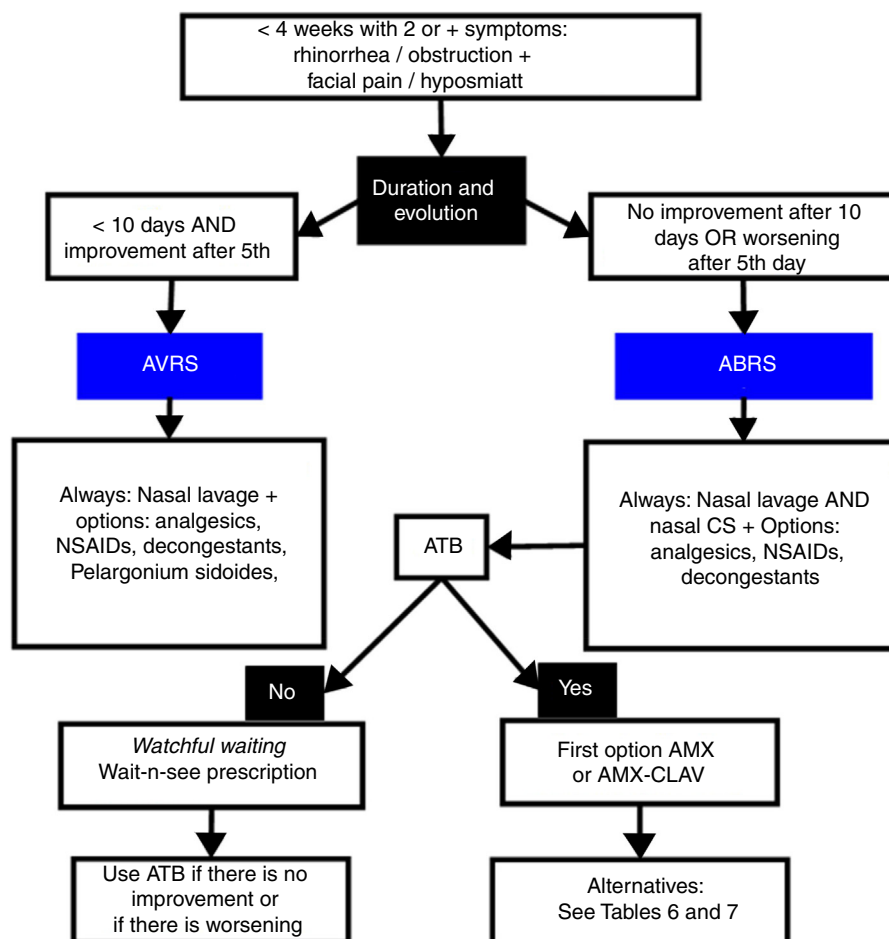 < 4 weeks with 2 or + symptoms:
rhinorrhea / obstruction +
facial pain / hyposmiatt
Duration and
evolution
< 10 days AND
improvement after 5th
No improvement after 10
days OR worsening
after 5th day
AVRS
ABRS
Always: Nasal lavage +
options: analgesics,
NSAIDs, decongestants,
Pelargonium sidoides,
ATB
Always: Nasal lavage AND
nasal CS + Options:
analgesics, NSAIDs,
decongestants
No
Yes
Watchful waiting
Wait-n-see prescription
First option AMX
or AMX-CLAV
Use ATB if there is no
improvement or
if there is worsening
Alternatives:
See Tables 6 and 7